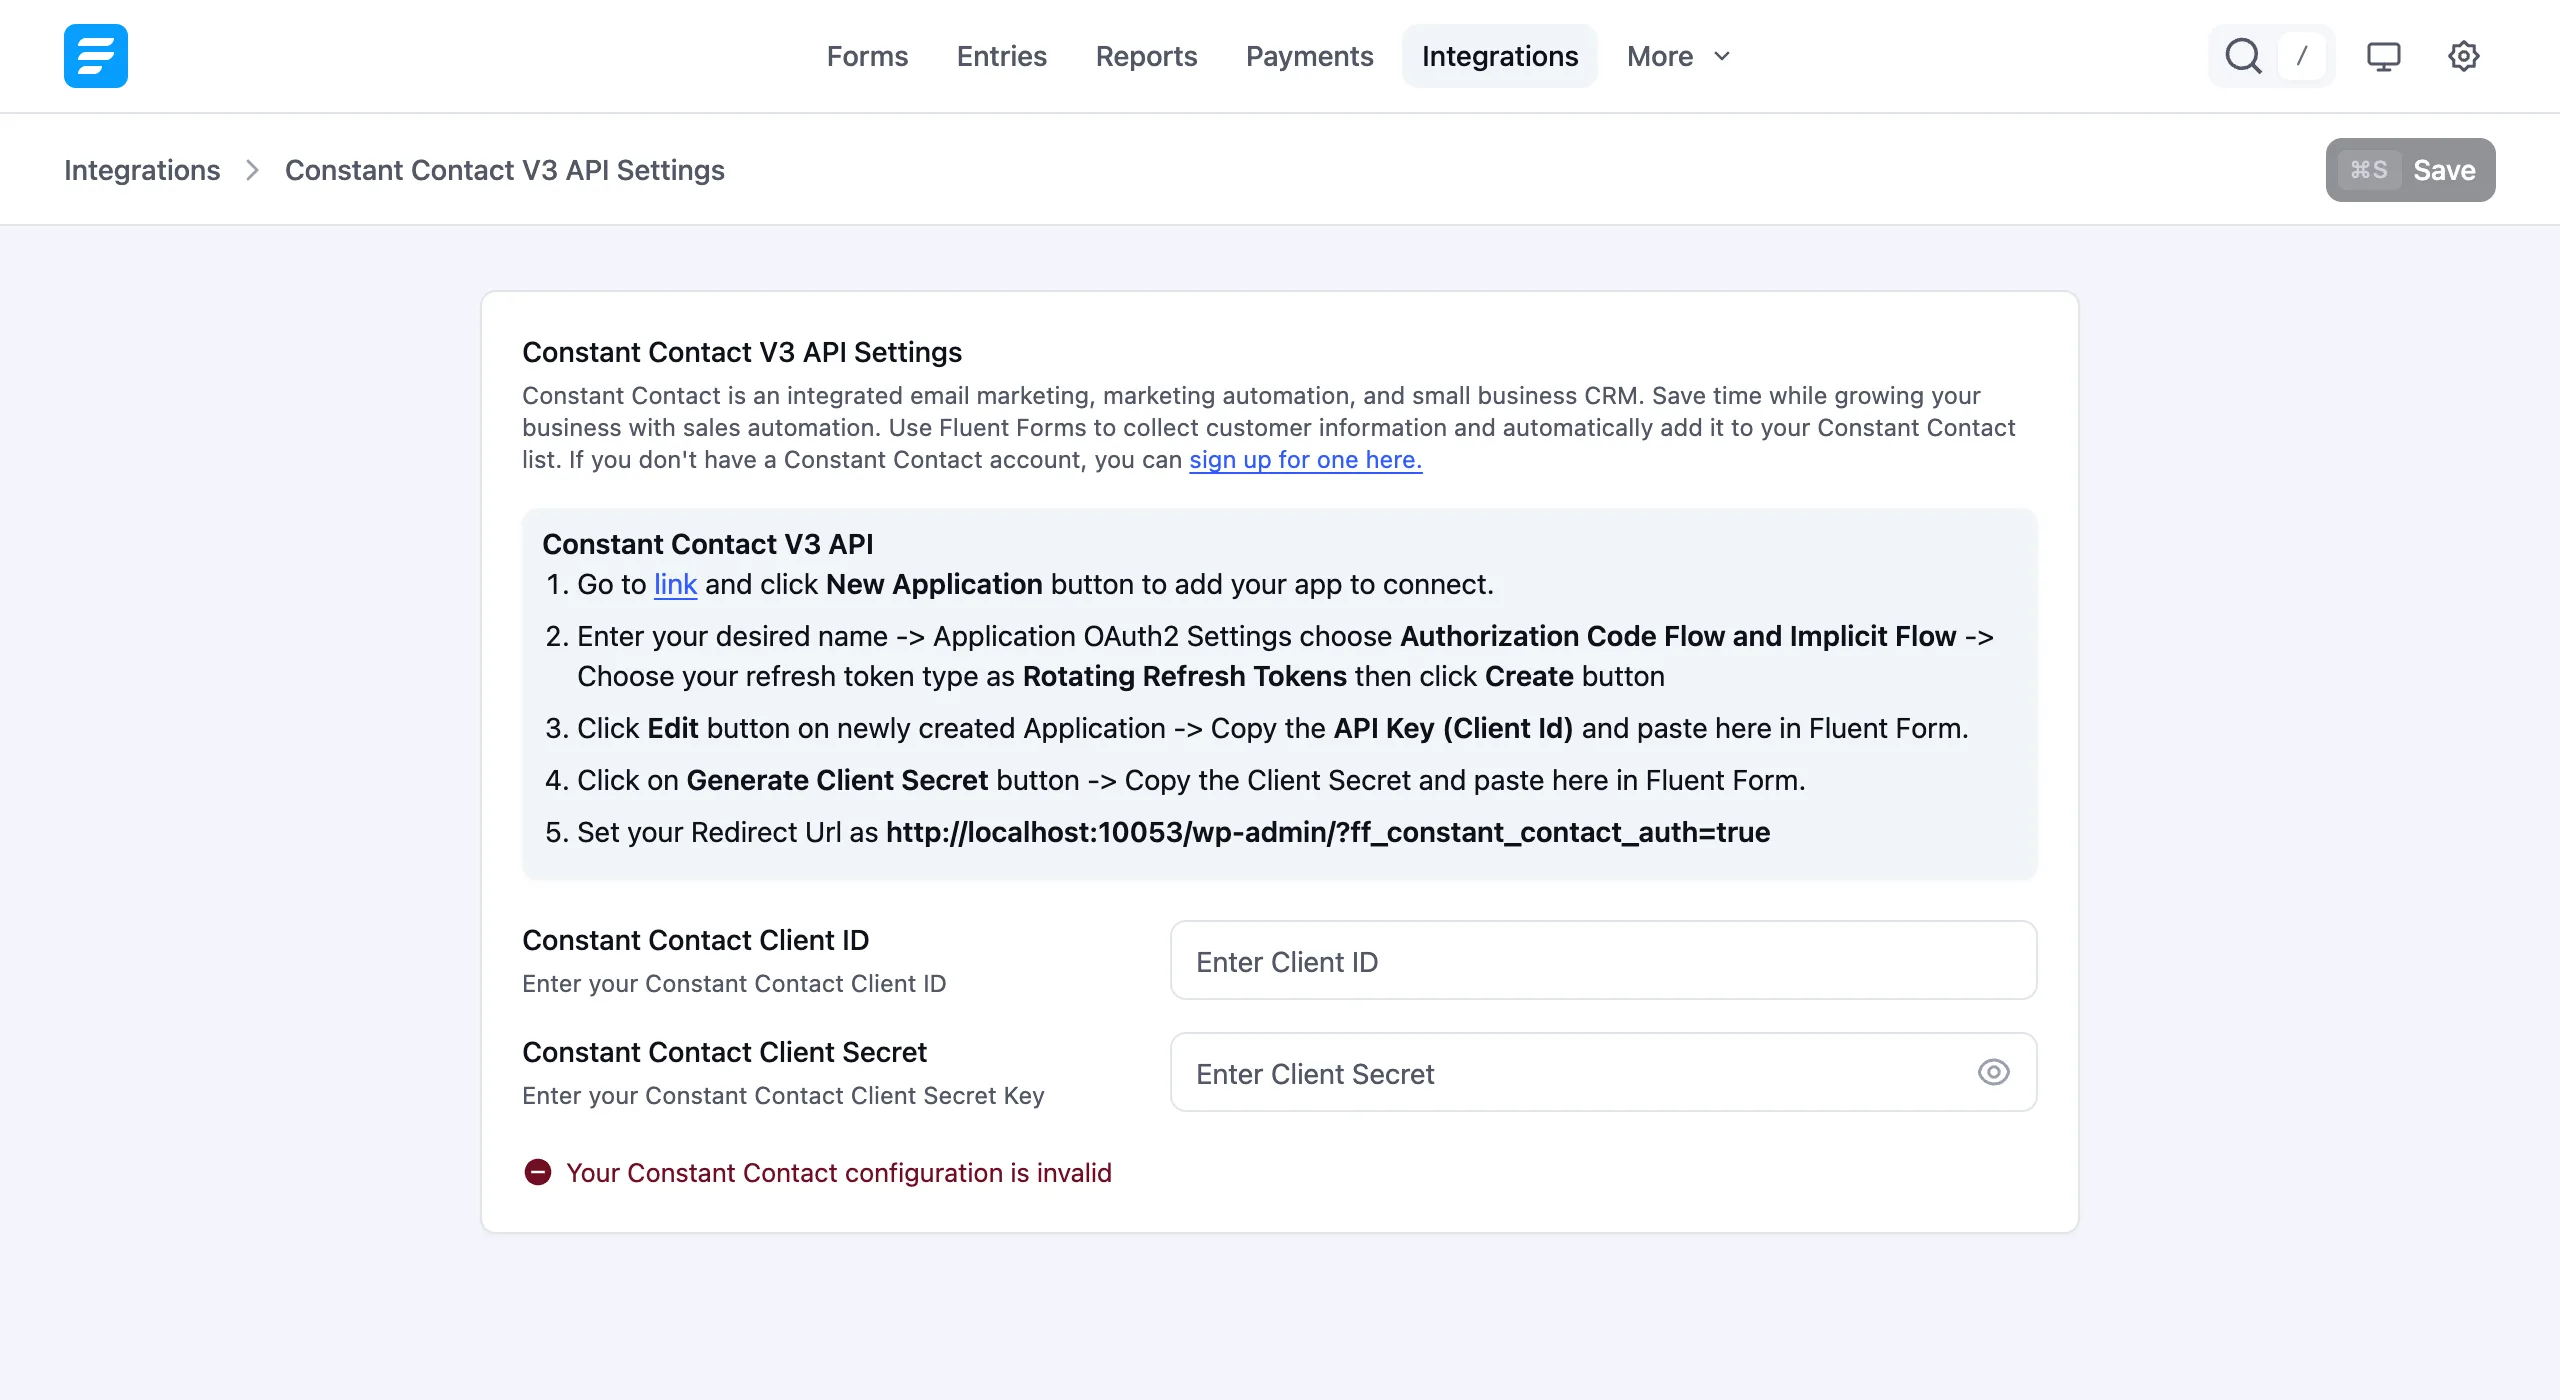 Forms Entries Reports Payments Integrations More /
Integrations Constant Contact V3 API Settings ⌘S Save
Constant Contact V3 API Settings
Constant Contact is an integrated email marketing, marketing automation, and small business CRM. Save time while growing your
business with sales automation. Use Fluent Forms to collect customer information and automatically add it to your Constant Contact
list. If you don't have a Constant Contact account, you can sign up for one here.
Constant Contact V3 API
1. Go to link and click New Application button to add your app to connect.
2. Enter your desired name -> Application OAuth2 Settings choose Authorization Code Flow and Implicit Flow ->
Choose your refresh token type as Rotating Refresh Tokens then click Create button
3. Click Edit button on newly created Application -> Copy the API Key (Client Id) and paste here in Fluent Form.
4. Click on Generate Client Secret button -> Copy the Client Secret and paste here in Fluent Form.
5. Set your Redirect Url as http://localhost:10053/wp-admin/?ff_constant_contact_auth=true
Constant Contact Client ID
Enter your Constant Contact Client ID
Enter Client ID
Constant Contact Client Secret
Enter your Constant Contact Client Secret Key
Enter Client Secret
Your Constant Contact configuration is invalid